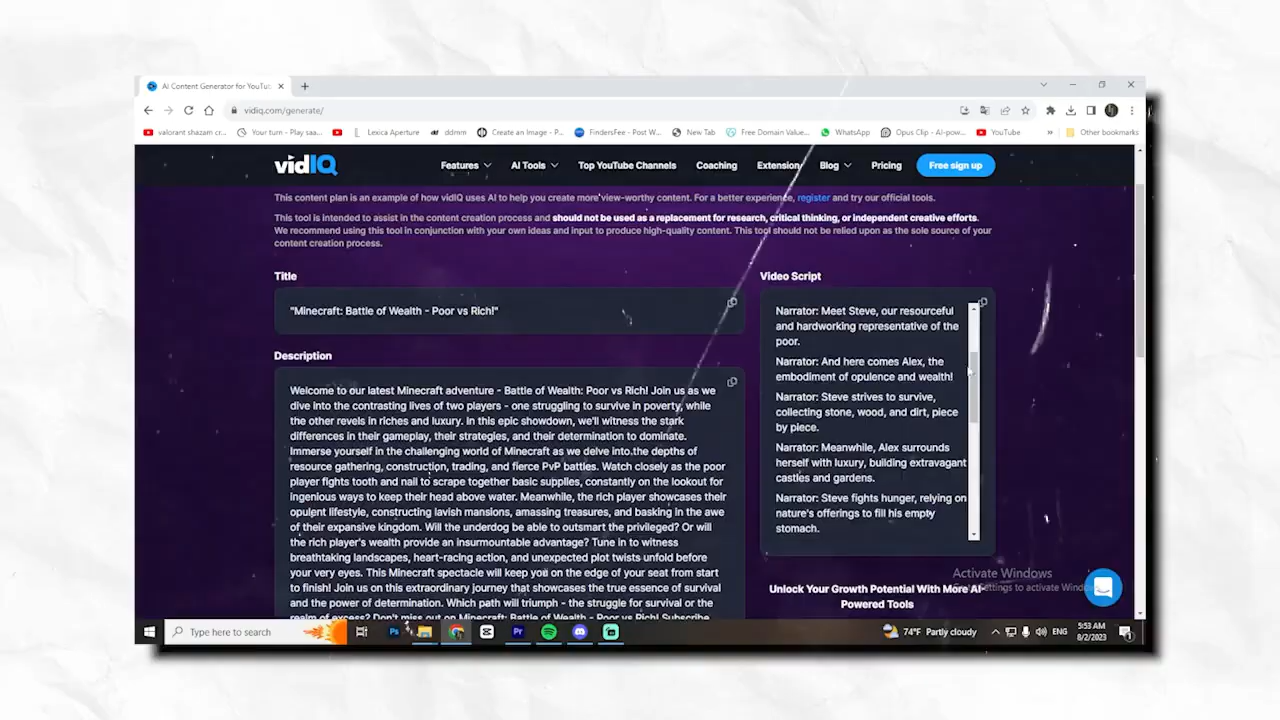 AI Content Generator for YouTu
vidiq.com/generate/
valorant shazam cr...
Your turn - Play saa...
Lexica Aperture
ddmm
Create an Image - P...
FindersFee - Post W...
New Tab
Free Domain Value...
WhatsApp
Opus Clip - AI-pow...
YouTube
»
Other bookmarks
vidIQ
Features
AI Tools
Top YouTube Channels
Coaching
Extension
Blog
Pricing
Free sign up
This content plan is an example of how vidIQ uses AI to help you create more view-worthy content. For a better experience, register and try our official tools.
This tool is intended to assist in the content creation process and should not be used as a replacement for research, critical thinking, or independent creative efforts.
We recommend using this tool in conjunction with your own ideas and input to produce high-quality content. This tool should not be relied upon as the sole source of your
content creation process.
Title
"Minecraft: Battle of Wealth - Poor vs Rich!"
Description
Welcome to our latest Minecraft adventure - Battle of Wealth: Poor vs Rich! Join us as we
dive into the contrasting lives of two players - one struggling to survive in poverty, while
the other revels in riches and luxury. In this epic showdown, we'll witness the stark
differences in their gameplay, their strategies, and their determination to dominate.
Immerse yourself in the challenging world of Minecraft as we delve into the depths of
resource gathering, construction, trading, and fierce PvP battles. Watch closely as the poor
player fights tooth and nail to scrape together basic supplies, constantly on the lookout for
ingenious ways to keep their head above water. Meanwhile, the rich player showcases their
opulent lifestyle, constructing lavish mansions, amassing treasures, and basking in the awe
of their expansive kingdom. Will the underdog be able to outsmart the privileged? Or will
the rich player's wealth provide an insurmountable advantage? Tune in to witness
breathtaking landscapes, heart-racing action, and unexpected plot twists unfold before
your very eyes. This Minecraft spectacle will keep you on the edge of your seat from start
to finish! Join us on this extraordinary journey that showcases the true essence of survival
and the power of determination. Which path will triumph - the struggle for survival or the
realm of excess? Don't miss out on Minecraft: Battle of Wealth - Poor vs Rich! Subscribe
Video Script
Narrator: Meet Steve, our resourceful
and hardworking representative of the
poor.
Narrator: And here comes Alex, the
embodiment of opulence and wealth!
Narrator: Steve strives to survive,
collecting stone, wood, and dirt, piece
by piece.
Narrator: Meanwhile, Alex surrounds
herself with luxury, building extravagant
castles and gardens.
Narrator: Steve fights hunger, relying on
nature's offerings to fill his empty
stomach.
Unlock Your Growth Potential With More AI-
Powered Tools
Activate Windows
Settings to activate Windo
Type here to search
Ps
Pr
74°F Partly cloudy
ENG
5:53 AM
8/2/2023